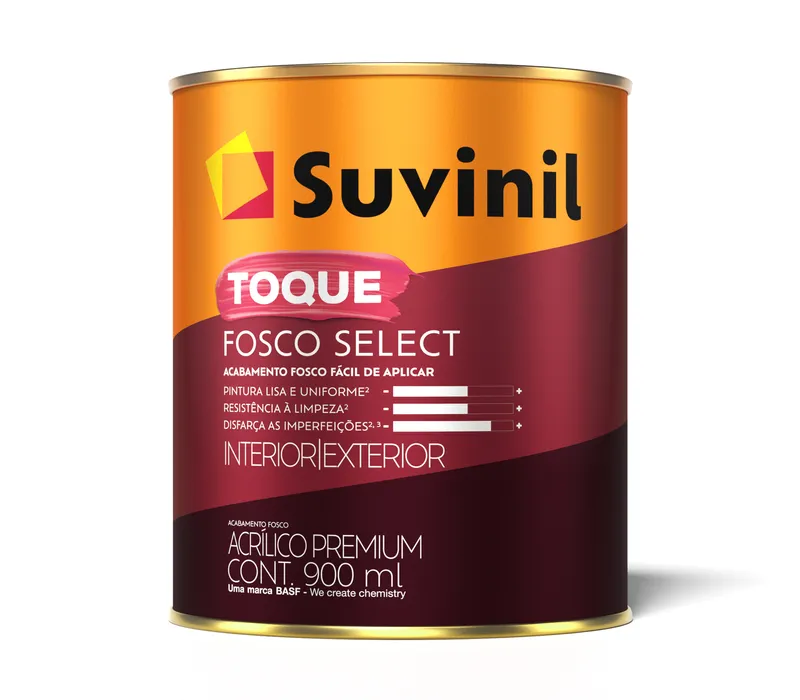 Suvinil
TOQUE
FOSCO SELECT
ACABAMENTO FOSCO FÁCIL DE APLICAR
PINTURA LISA E UNIFORME² - +
RESISTÊNCIA À LIMPEZA² - +
DISFARÇA AS IMPERFEIÇÕES²,³ - +
INTERIOR|EXTERIOR
ACABAMENTO FOSCO
ACRÍLICO PREMIUM
CONT. 900 ml
Uma marca BASF - We create chemistry